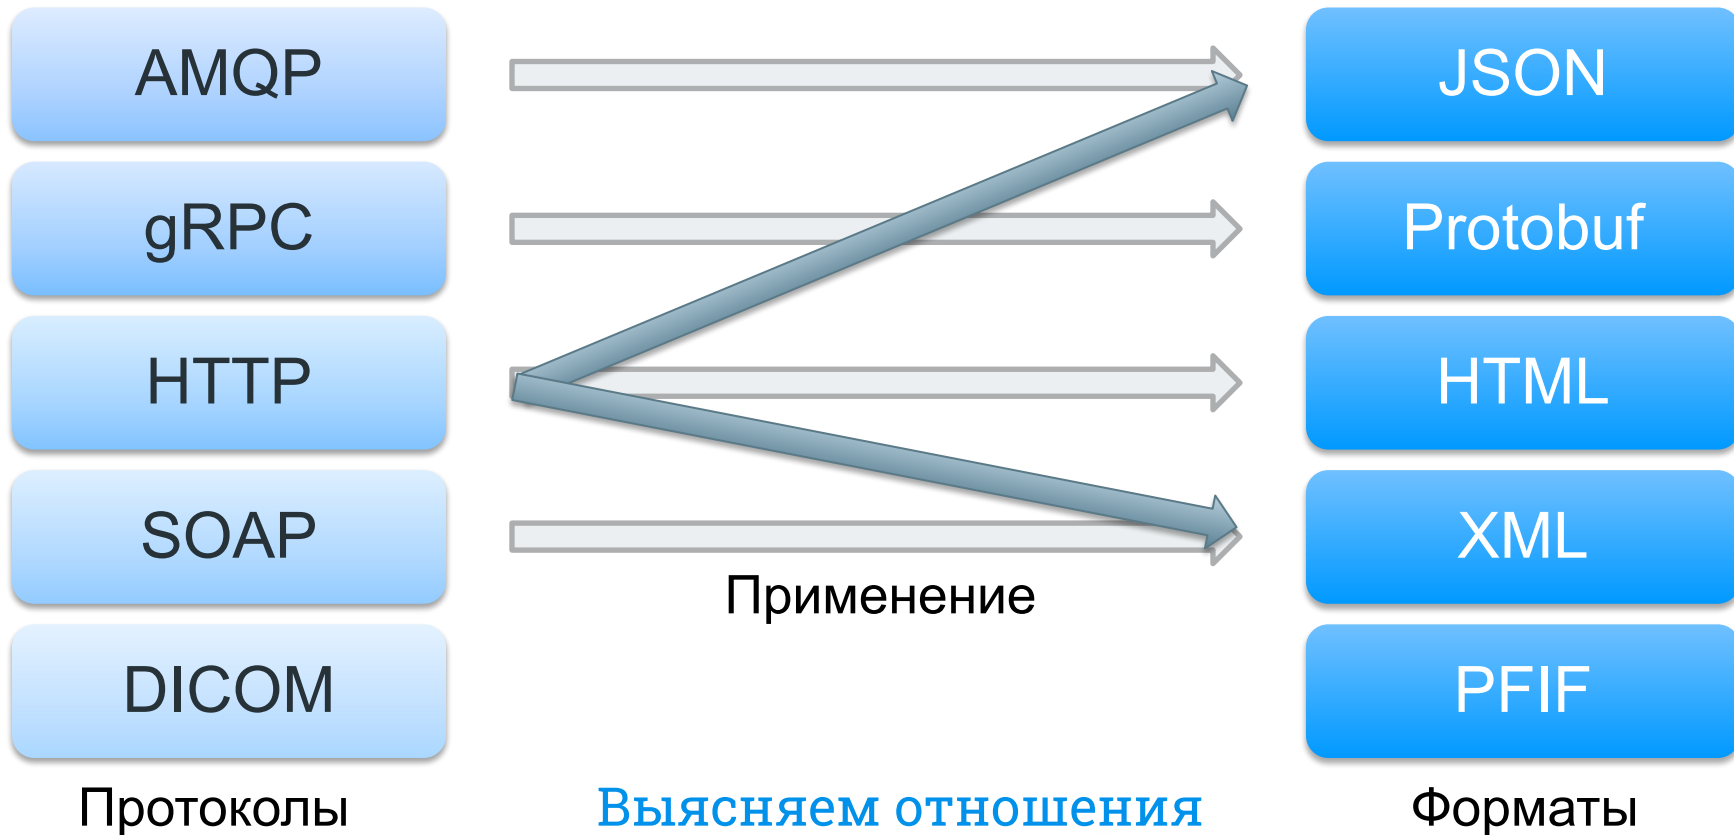 AMQP
JSON
gRPC
Protobuf
HTTP
HTML
SOAP
XML
Применение
DICOM
PFIF
Протоколы
Выясняем отношения
Форматы